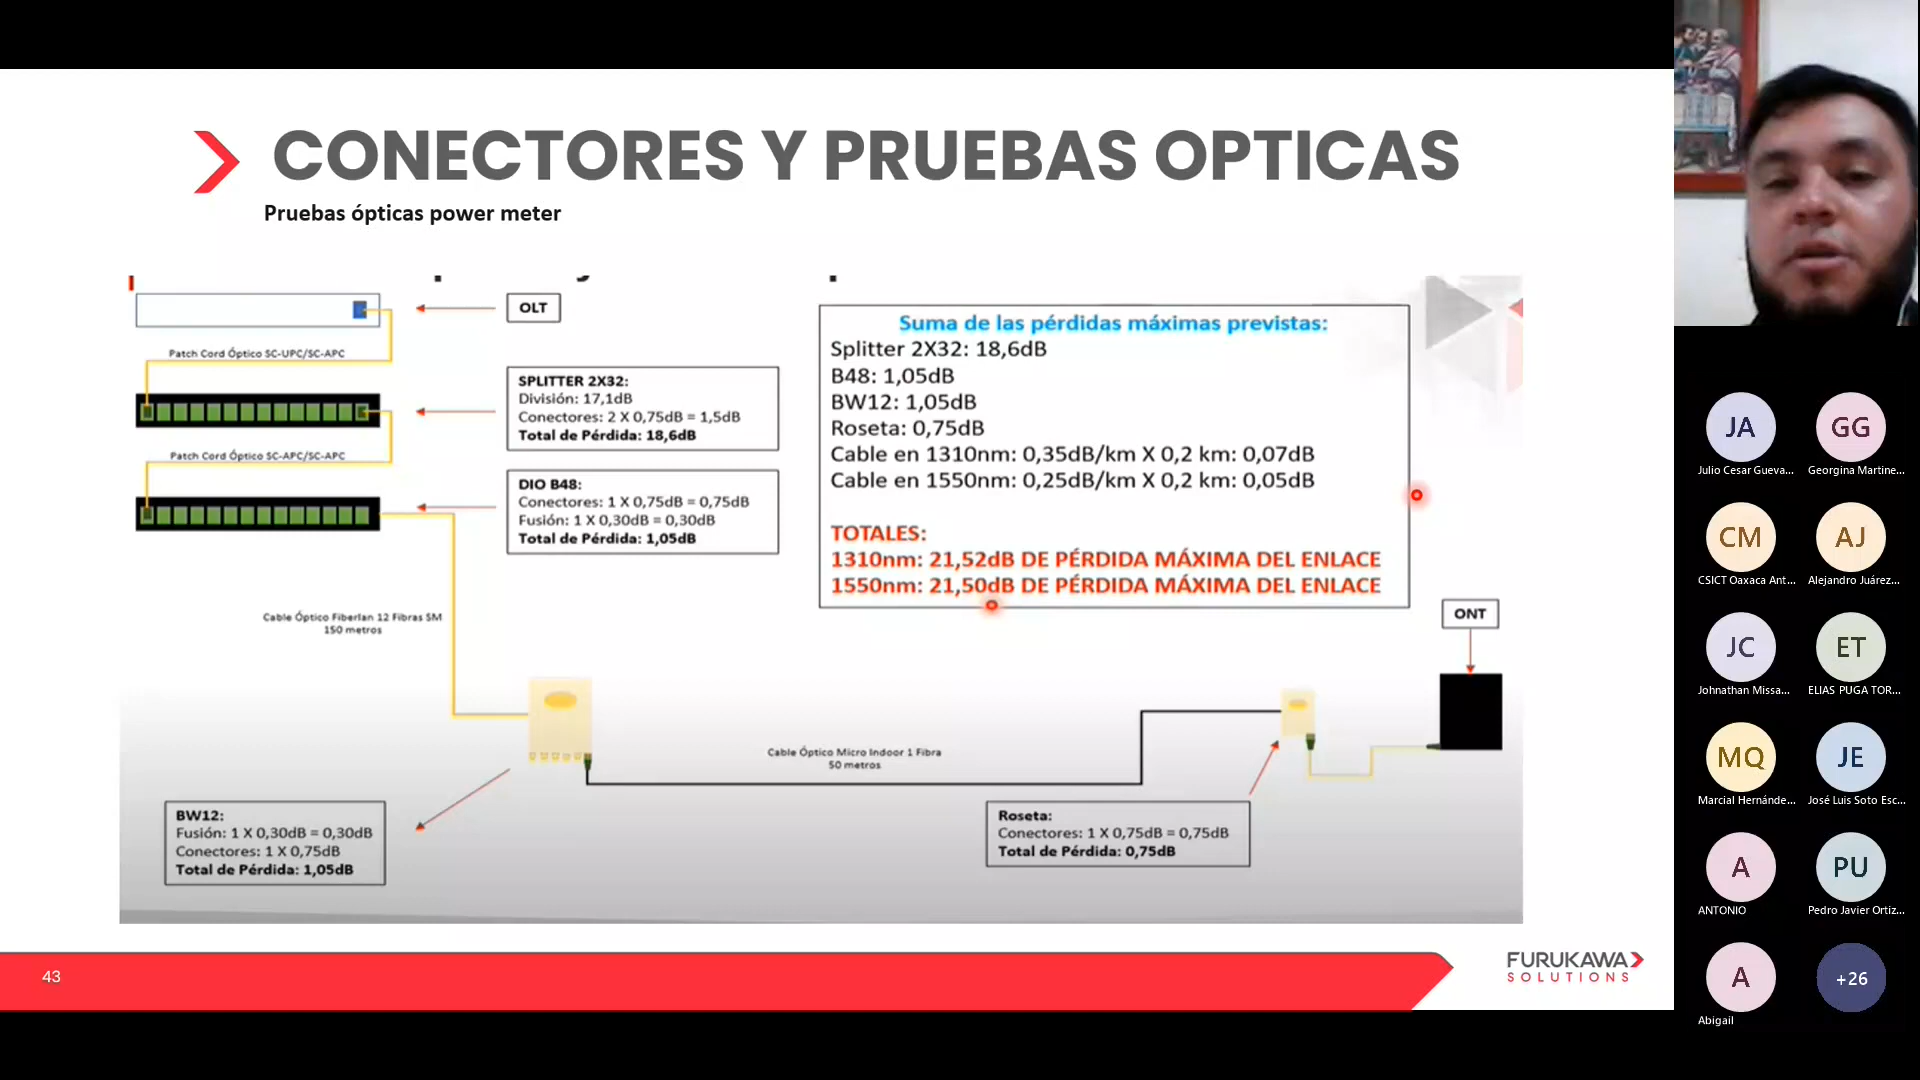 CONECTORES Y PRUEBAS OPTICAS
Pruebas ópticas power meter
OLT
Patch Cord Óptico SC-UPC/SC-APC
SPLITTER 2X32:
División: 17,1dB
Conectores: 2 X 0,75dB = 1,5dB
Total de Pérdida: 18,6dB
Patch Cord Óptico SC-APC/SC-APC
DIO B48:
Conectores: 1 X 0,75dB = 0,75dB
Fusión: 1 X 0,30dB = 0,30dB
Total de Pérdida: 1,05dB
Suma de las pérdidas máximas previstas:
Splitter 2X32: 18,6dB
B48: 1,05dB
BW12: 1,05dB
Roseta: 0,75dB
Cable en 1310nm: 0,35dB/km X 0,2 km: 0,07dB
Cable en 1550nm: 0,25dB/km X 0,2 km: 0,05dB
TOTALES:
1310nm: 21,52dB DE PÉRDIDA MÁXIMA DEL ENLACE
1550nm: 21,50dB DE PÉRDIDA MÁXIMA DEL ENLACE
ONT
Cable Óptico Fiberlan 12 Fibras SM
150 metros
Cable Óptico Micro Indoor 1 Fibra
50 metros
BW12:
Fusión: 1 X 0,30dB = 0,30dB
Conectores: 1 X 0,75dB
Total de Pérdida: 1,05dB
Roseta:
Conectores: 1 X 0,75dB = 0,75dB
Total de Pérdida: 0,75dB
43
FURUKAWA
SOLUTIONS
JA
Julio Cesar Gueva...
GG
Georgina Martine...
CM
CSICT Oaxaca Ant...
AJ
Alejandro Juárez...
JC
Johnathan Missa...
ET
ELIAS PUGA TOR...
MQ
Marcial Hernánde...
JE
José Luis Soto Esc...
A
ANTONIO
PU
Pedro Javier Ortiz...
A
Abigail
+26